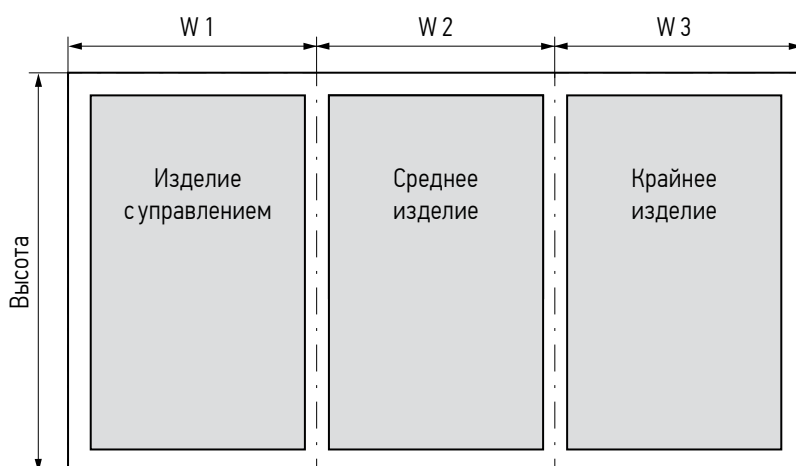 W 1
W 2
W 3
Изделие
с управлением
Среднее
изделие
Крайнее
изделие
Высота